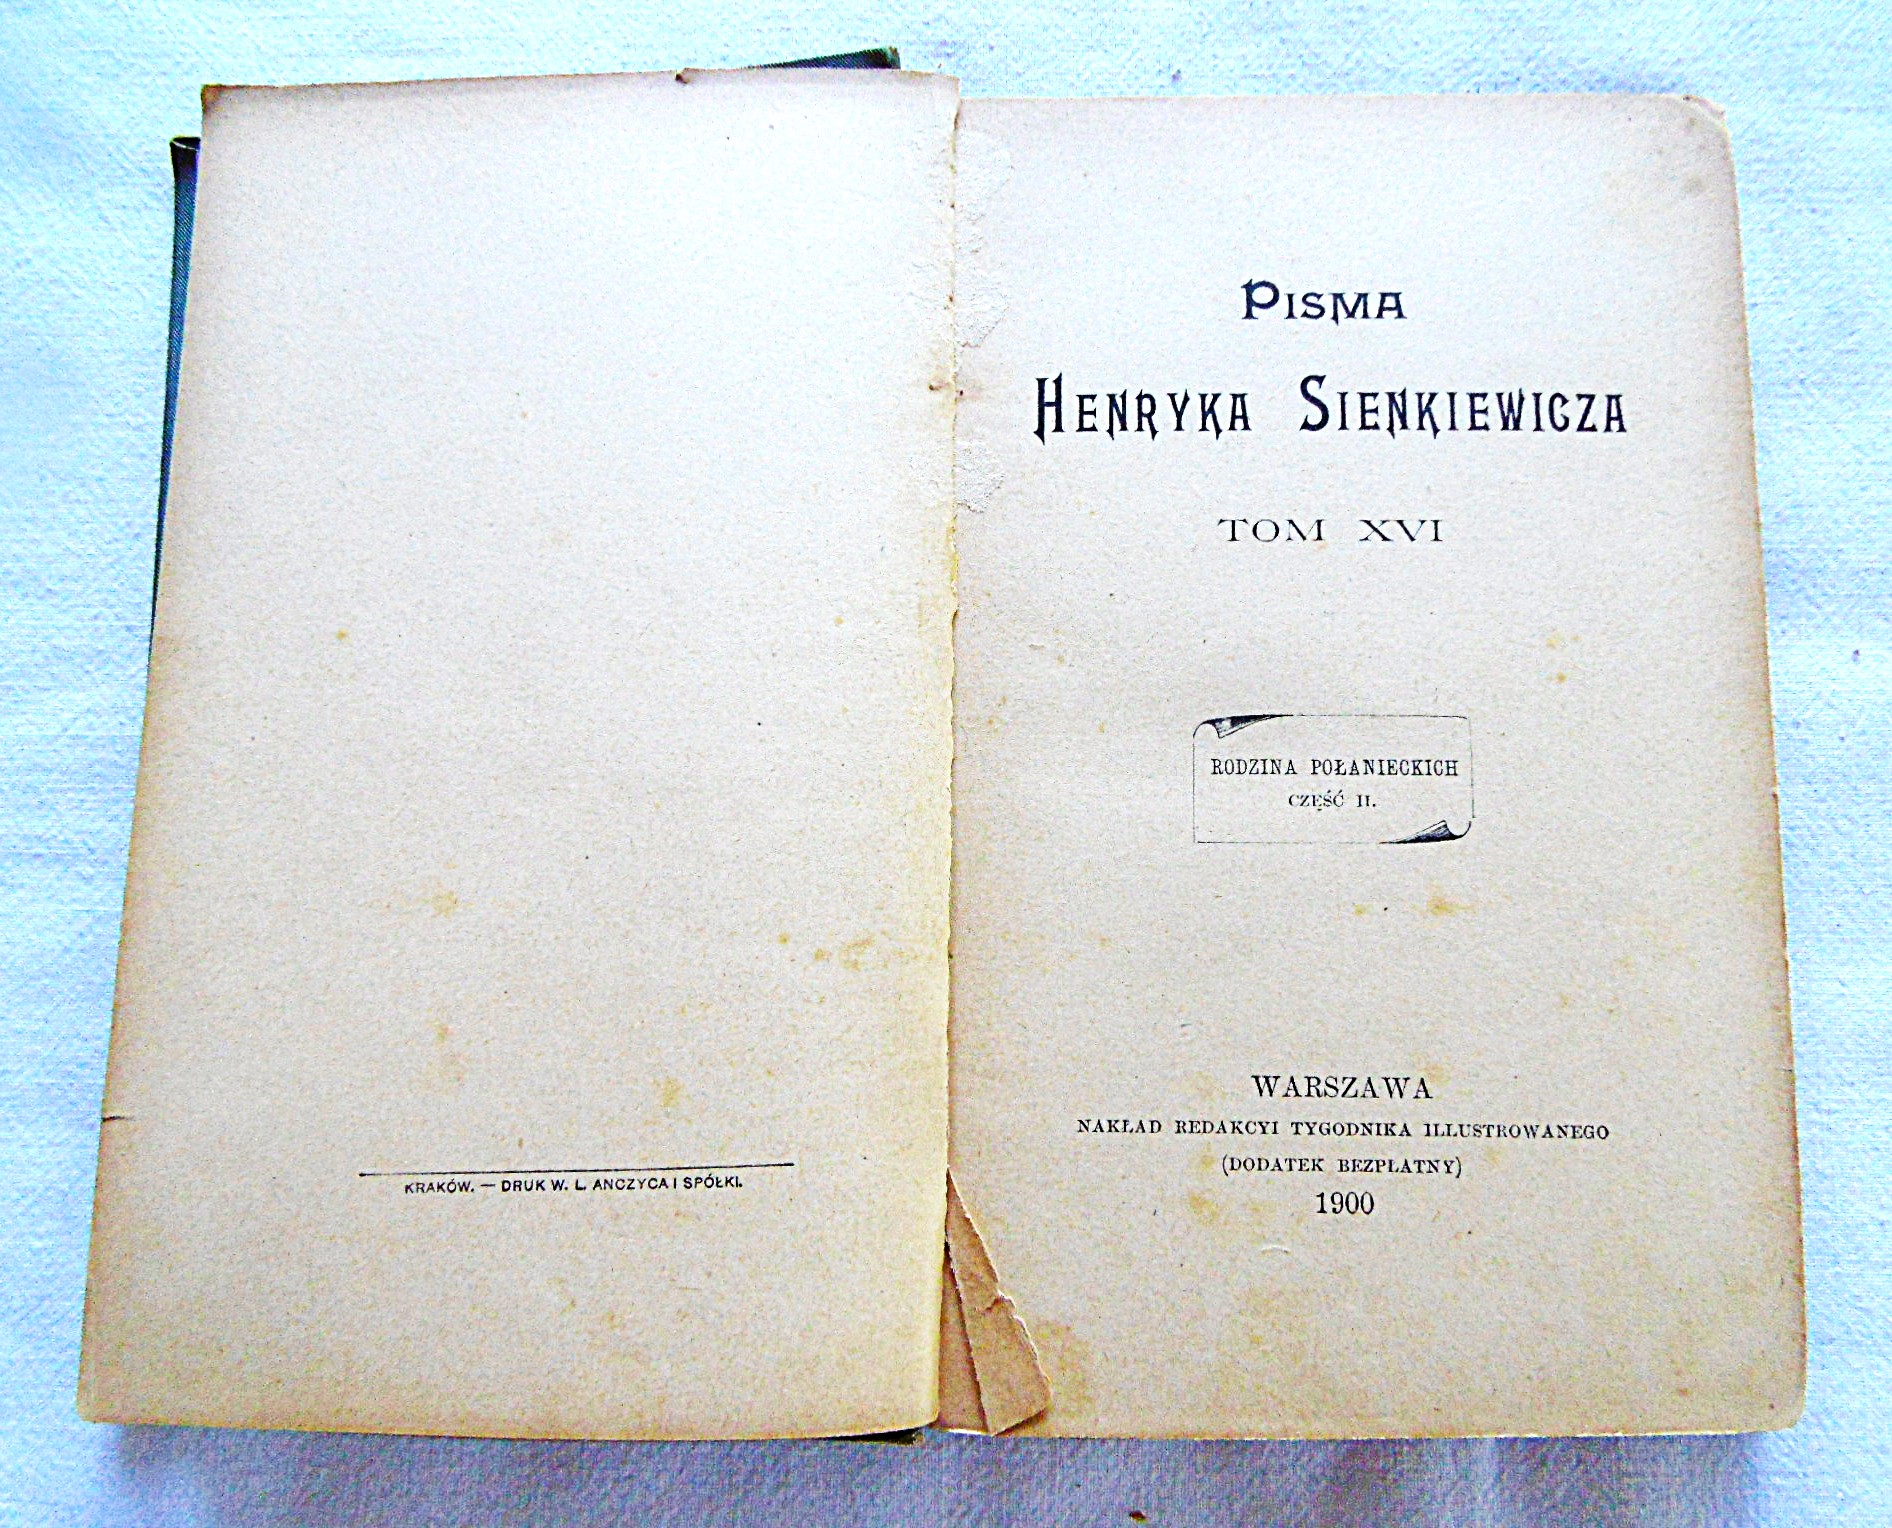 KRAKÓW. — DRUK W. L. ANCZYCA I SPÓŁKI.
PISMA
HENRYKA SIENKIEWICZA
TOM XVI
RODZINA POŁANIECKICH
CZĘŚĆ II.
WARSZAWA
NAKŁAD REDAKCYI TYGODNIKA ILLUSTROWANEGO
(DODATEK BEZPŁATNY)
1900